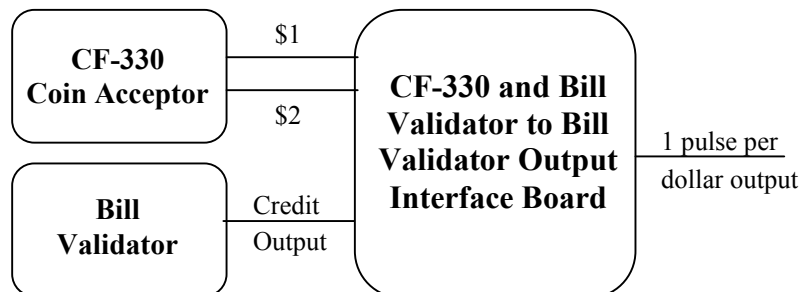 CF-330
Coin Acceptor
$1
$2
Bill
Validator
Credit
Output
CF-330 and Bill
Validator to Bill
Validator Output
Interface Board
1 pulse per
dollar output